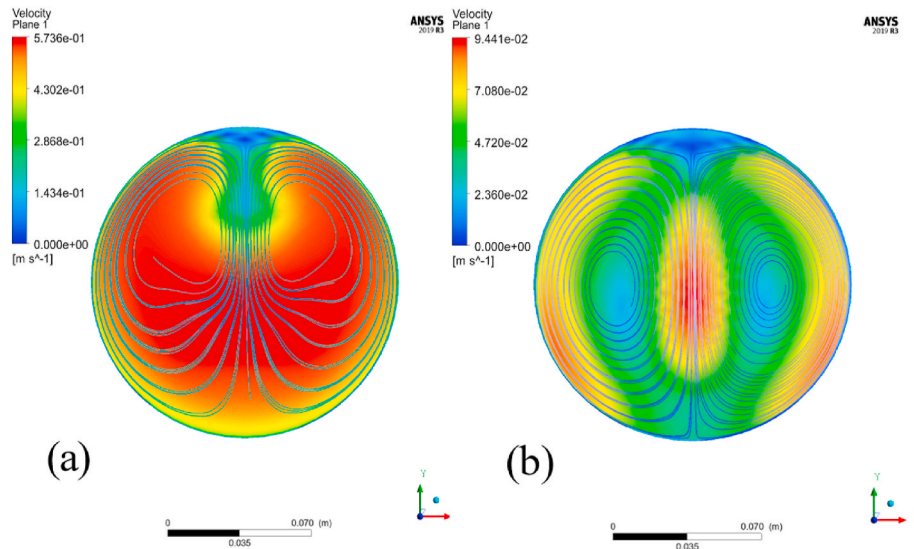 Velocity
Plane 1
5.736e-01
4.302e-01
2.868e-01
1.434e-01
0.000e+00
[m s^-1]
ANSYS
2019 R3
(a)
Y
0
0.070 (m)
0.035
Velocity
Plane 1
9.441e-02
7.080e-02
4.720e-02
2.360e-02
0.000e+00
[m s^-1]
ANSYS
2019 R3
(b)
Y
0
0.070 (m)
0.035